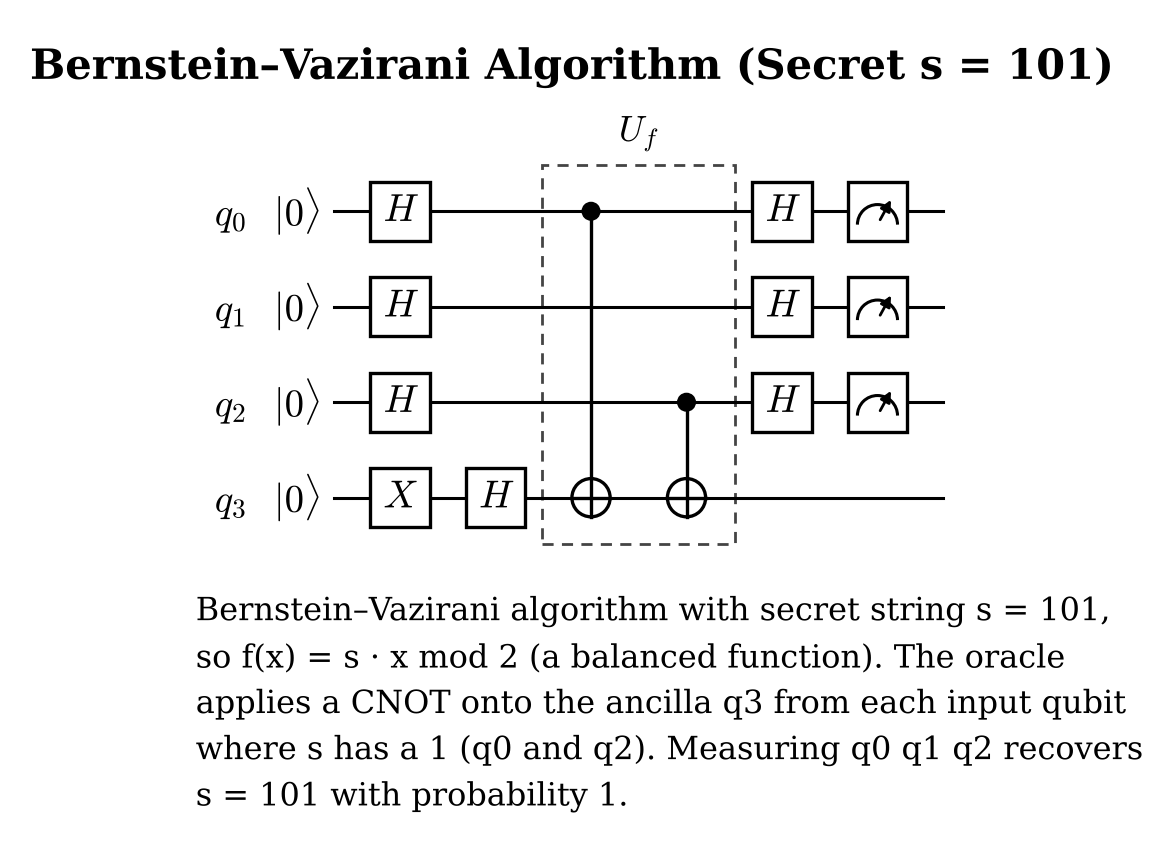 Bernstein–Vazirani Algorithm (Secret s = 101)
U_f
q_0 |0⟩ H H
q_1 |0⟩ H H
q_2 |0⟩ H H
q_3 |0⟩ X H
Bernstein–Vazirani algorithm with secret string s = 101,
so f(x) = s · x mod 2 (a balanced function). The oracle
applies a CNOT onto the ancilla q3 from each input qubit
where s has a 1 (q0 and q2). Measuring q0 q1 q2 recovers
s = 101 with probability 1.